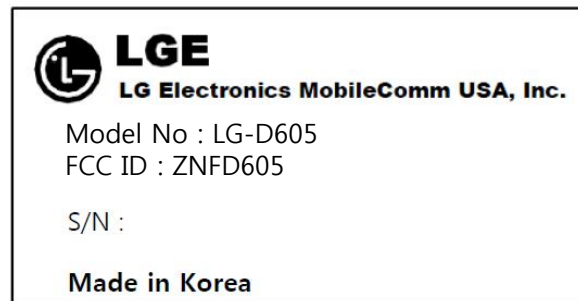 LGE
LG Electronics MobileComm USA, Inc.
Model No : LG-D605
FCC ID : ZNFD605
S/N :
Made in Korea